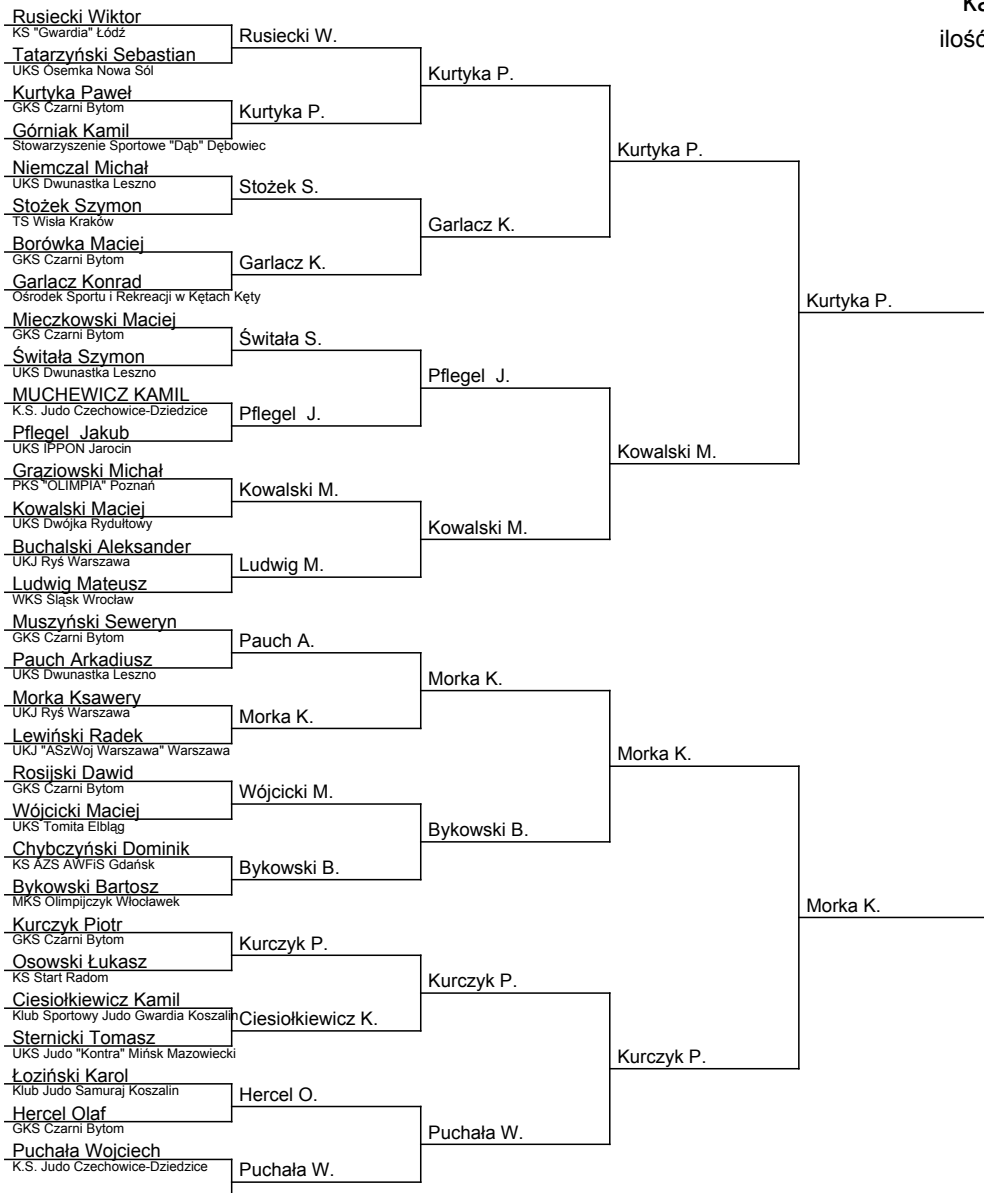 Ka
ilość
Rusiecki Wiktor
KS "Gwardia" Łódź
Rusiecki W.
Tatarzyński Sebastian
UKS Ósemka Nowa Sól
Kurtyka P.
Kurtyka Paweł
GKS Czarni Bytom
Kurtyka P.
Górniak Kamil
Stowarzyszenie Sportowe "Dąb" Dębowiec
Kurtyka P.
Niemczal Michał
UKS Dwunastka Leszno
Stożek S.
Stożek Szymon
TS Wisła Kraków
Garlacz K.
Borówka Maciej
GKS Czarni Bytom
Garlacz K.
Garlacz Konrad
Ośrodek Sportu i Rekreacji w Kętach Kęty
Kurtyka P.
Mieczkowski Maciej
GKS Czarni Bytom
Świtała S.
Świtała Szymon
UKS Dwunastka Leszno
Pflegel  J.
MUCHEWICZ KAMIL
K.S. Judo Czechowice-Dziedzice
Pflegel  J.
Pflegel  Jakub
UKS IPPON Jarocin
Kowalski M.
Grąziowski Michał
PKS "OLIMPIA" Poznań
Kowalski M.
Kowalski Maciej
UKS Dwójka Rydułtowy
Kowalski M.
Buchalski Aleksander
UKJ Ryś Warszawa
Ludwig M.
Ludwig Mateusz
WKS Śląsk Wrocław
Muszyński Seweryn
GKS Czarni Bytom
Pauch A.
Pauch Arkadiusz
UKS Dwunastka Leszno
Morka K.
Morka Ksawery
UKJ Ryś Warszawa
Morka K.
Lewiński Radek
UKJ "ASzWoj Warszawa" Warszawa
Morka K.
Rosijski Dawid
GKS Czarni Bytom
Wójcicki M.
Wójcicki Maciej
UKS Tomita Elbląg
Bykowski B.
Chybczyński Dominik
KS AZS AWFiS Gdańsk
Bykowski B.
Bykowski Bartosz
MKS Olimpijczyk Włocławek
Morka K.
Kurczyk Piotr
GKS Czarni Bytom
Kurczyk P.
Osowski Łukasz
KS Start Radom
Kurczyk P.
Ciesiołkiewicz Kamil
Klub Sportowy Judo Gwardia Koszalin
Ciesiołkiewicz K.
Sternicki Tomasz
UKS Judo "Kontra" Mińsk Mazowiecki
Kurczyk P.
Łoziński Karol
Klub Judo Samuraj Koszalin
Hercel O.
Hercel Olaf
GKS Czarni Bytom
Puchała W.
Puchała Wojciech
K.S. Judo Czechowice-Dziedzice
Puchała W.